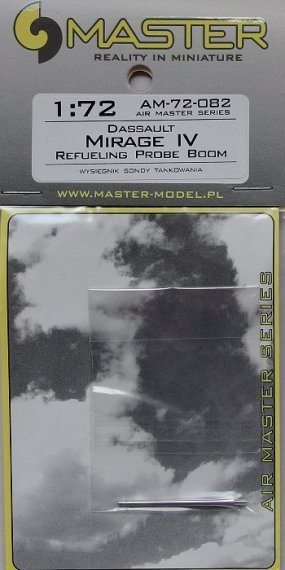 MASTER
REALITY IN MINIATURE
1:72
AM-72-082
AIR MASTER SERIES
DASSAULT
MIRAGE IV
REFUELING PROBE BOOM
WYSIĘGNIK SONDY TANKOWANIA
WWW.MASTER-MODEL.PL
AIR MASTER SERIES